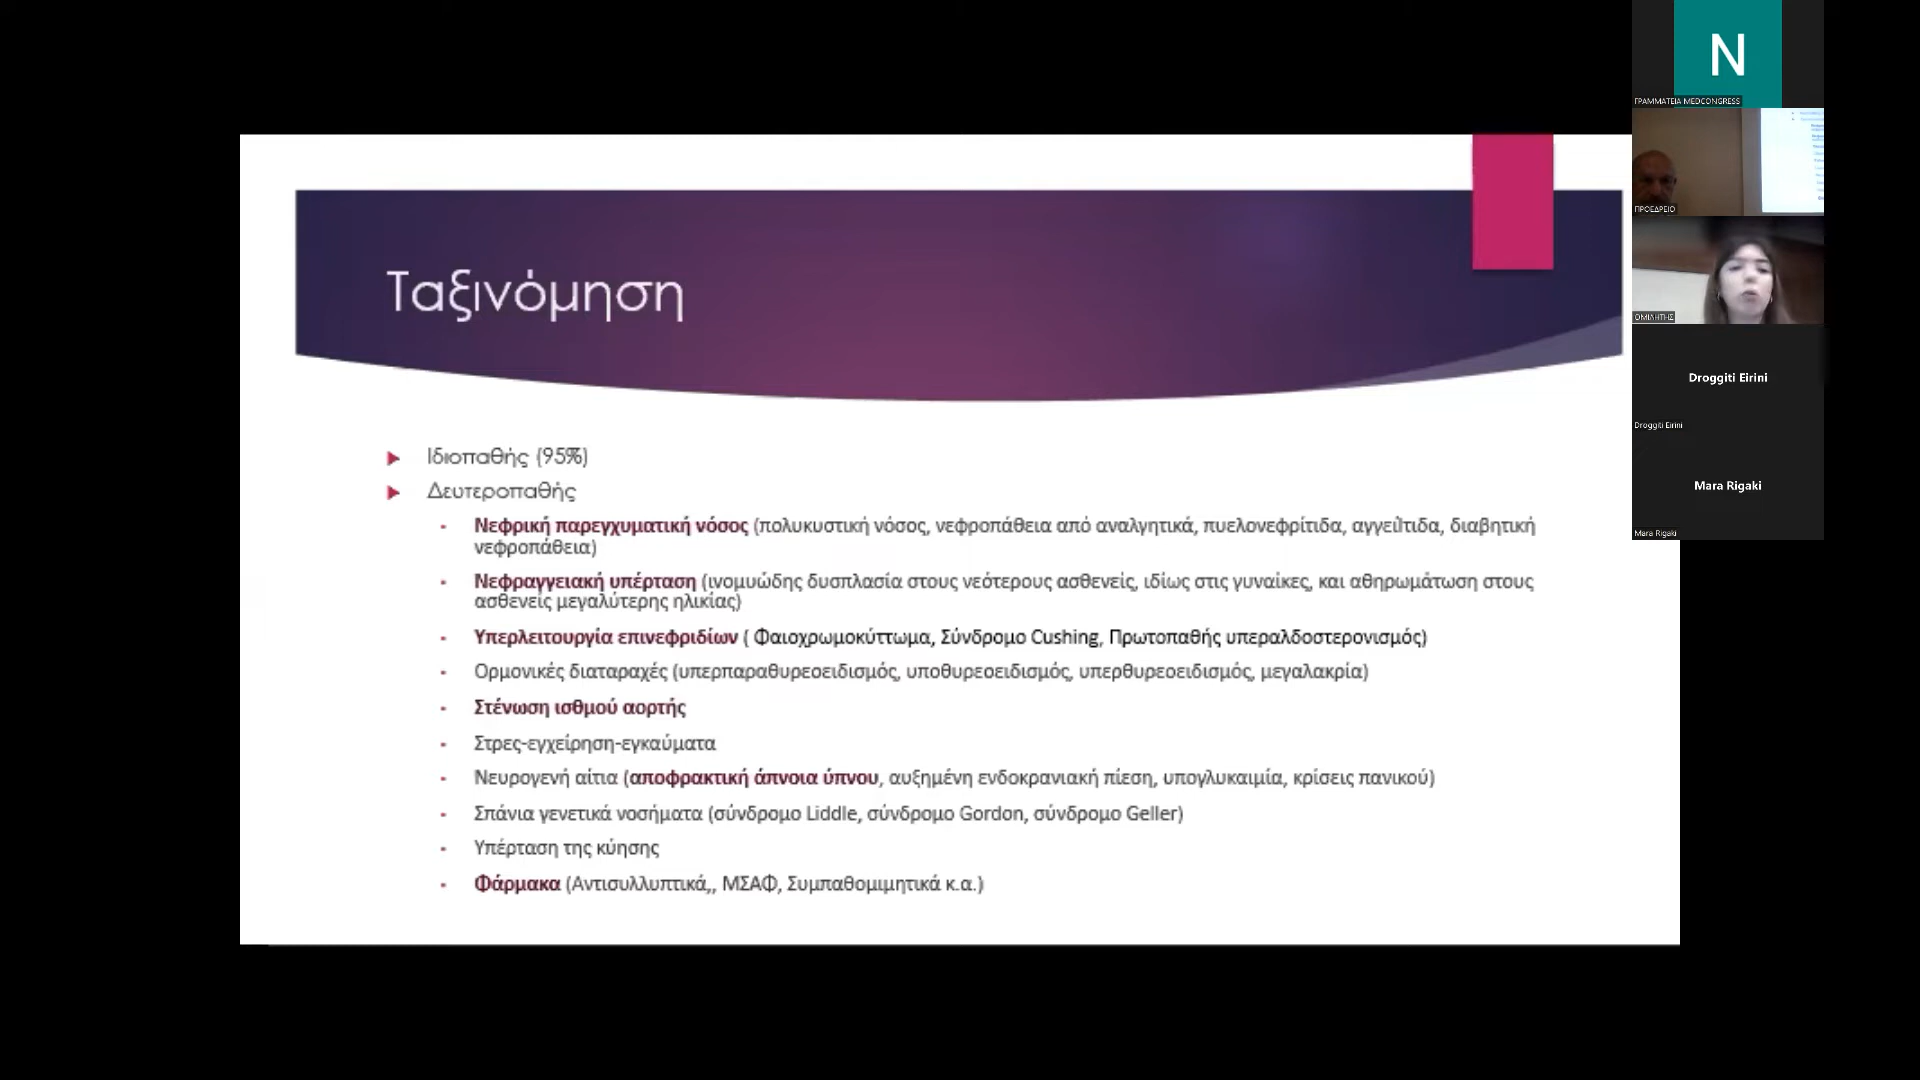 Ταξινόμηση
Ιδιοπαθής (95%)
Δευτεροπαθής
Νεφρική παρεγχυματική νόσος (πολυκυστική νόσος, νεφροπάθεια από αναλγητικά, πυελονεφρίτιδα, αγγειΐτιδα, διαβητική
νεφροπάθεια)
Νεφραγγειακή υπέρταση (ινομυώδης δυσπλασία στους νεότερους ασθενείς, ιδίως στις γυναίκες, και αθηρωμάτωση στους
ασθενείς μεγαλύτερης ηλικίας)
Υπερλειτουργία επινεφριδίων ( Φαιοχρωμοκύττωμα, Σύνδρομο Cushing, Πρωτοπαθής υπεραλδοστερονισμός)
Ορμονικές διαταραχές (υπερπαραθυρεοειδισμός, υποθυρεοειδισμός, υπερθυρεοειδισμός, μεγαλακρία)
Στένωση ισθμού αορτής
Στρες-εγχείρηση-εγκαύματα
Νευρογενή αίτια (αποφρακτική άπνοια ύπνου, αυξημένη ενδοκρανιακή πίεση, υπογλυκαιμία, κρίσεις πανικού)
Σπάνια γενετικά νοσήματα (σύνδρομο Liddle, σύνδρομο Gordon, σύνδρομο Geller)
Υπέρταση της κύησης
Φάρμακα (Αντισυλλυπτικά,, ΜΣΑΦ, Συμπαθομιμητικά κ.α.)
N
ΓΡΑΜΜΑΤΕΙΑ MEDCONGRESS
ΠΡΟΕΔΡΕΙΟ
ΟΜΙΛΗΤΗΣ
Droggiti Eirini
Droggiti Eirini
Mara Rigaki
Mara Rigaki